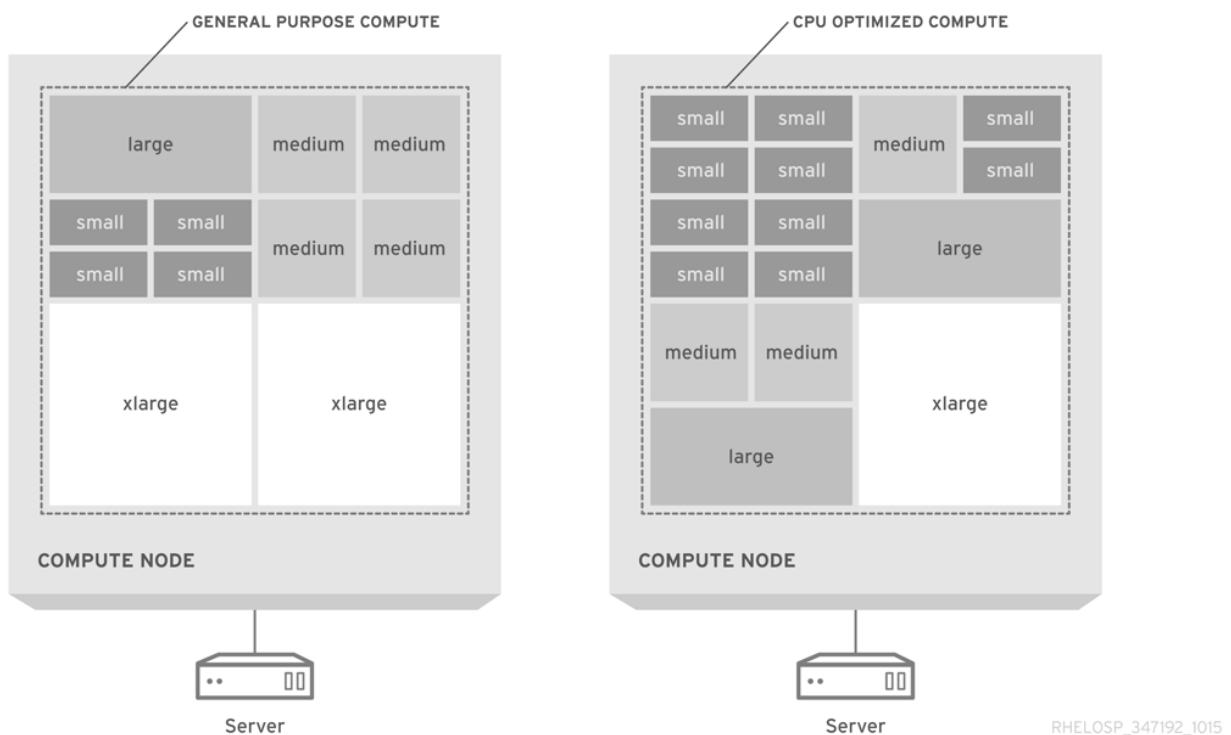 GENERAL PURPOSE COMPUTE
large
medium
medium
small
small
medium
medium
small
small
xlarge
xlarge
COMPUTE NODE
Server
CPU OPTIMIZED COMPUTE
small
small
medium
small
small
small
small
small
small
large
small
small
medium
medium
xlarge
large
COMPUTE NODE
Server
RHELOSP_347192_1015